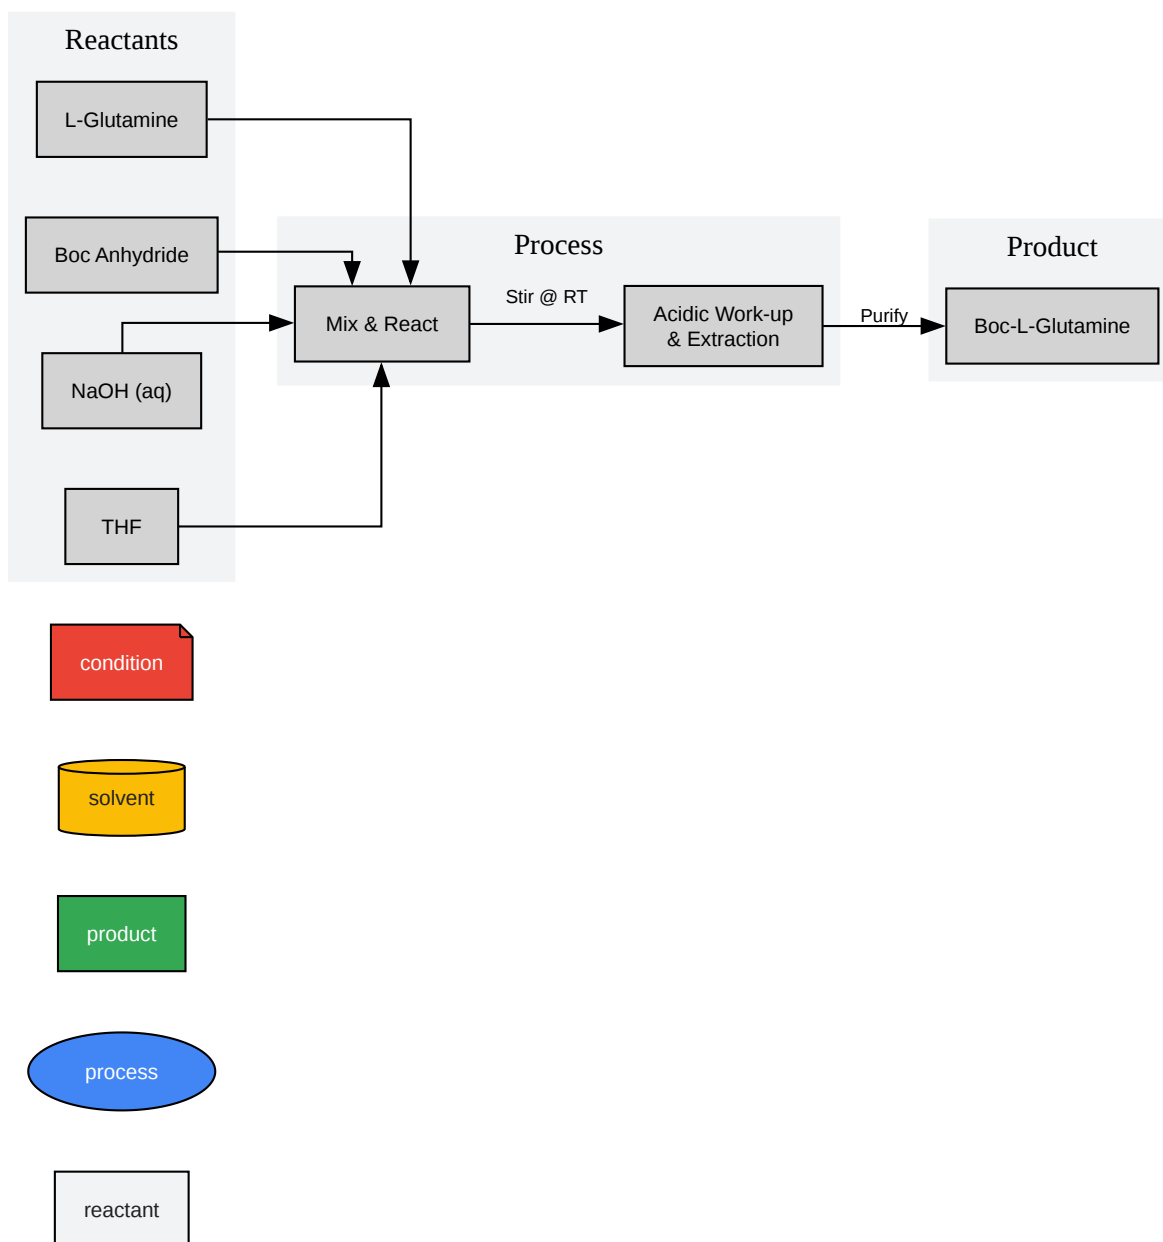 Reactants
L-Glutamine
Boc Anhydride
NaOH (aq)
THF
Process
Mix & React
Stir @ RT
Acidic Work-up
& Extraction
Purify
Product
Boc-L-Glutamine
condition
solvent
product
process
reactant